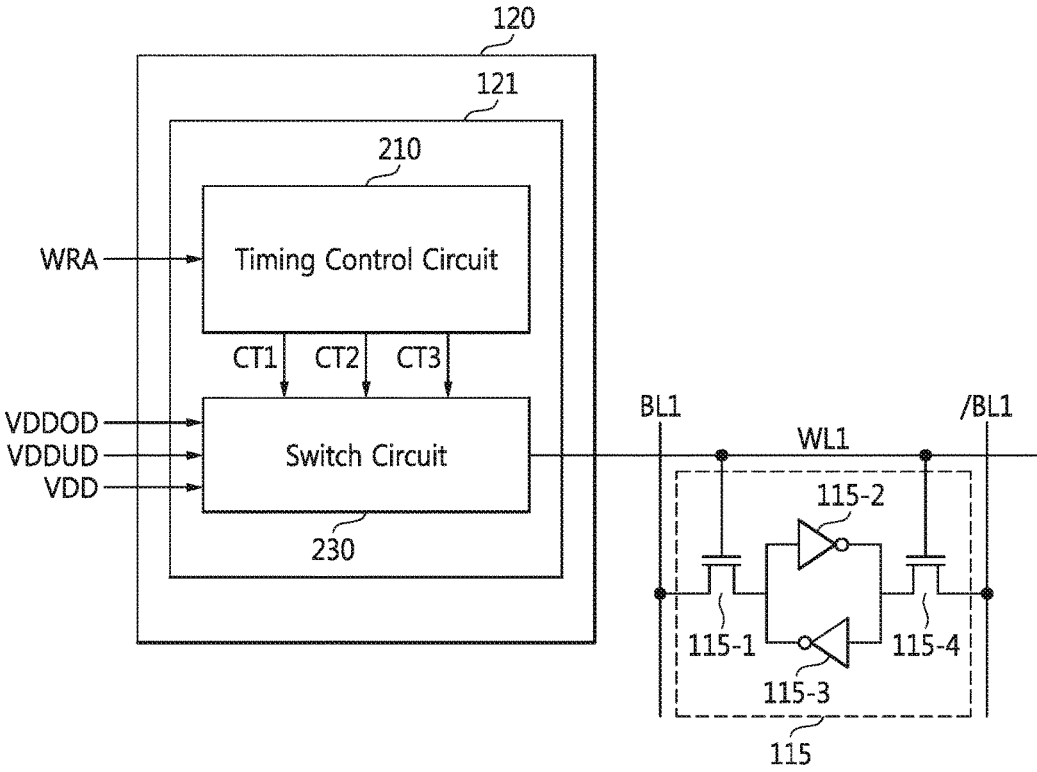 120
121
210
WRA
Timing Control Circuit
CT1 CT2 CT3
VDDOD
VDDUD
VDD
Switch Circuit
230
BL1
/BL1
WL1
115-2
115-1
115-4
115-3
115